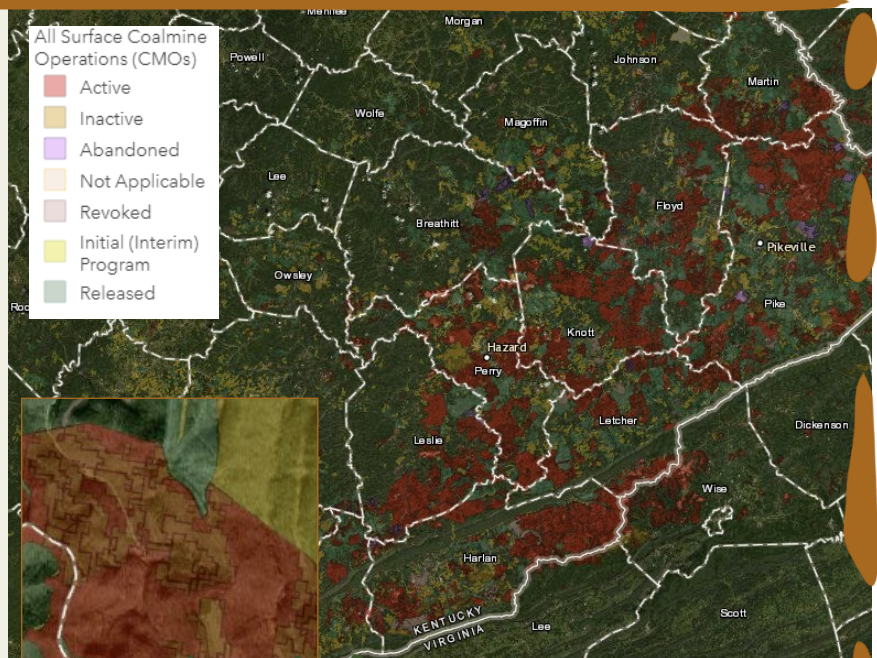 All Surface Coalmine
Operations (CMOs)
Active
Inactive
Abandoned
Not Applicable
Revoked
Initial (Interim)
Program
Released
Menifee
Morgan
Powell
Johnson
Martin
Wolfe
Magoffin
Lee
Floyd
Breathitt
Pikeville
Owsley
Pike
Knott
Hazard
Perry
Letcher
Leslie
Dickenson
Wise
Harlan
KENTUCKY
VIRGINIA
Lee
Scott